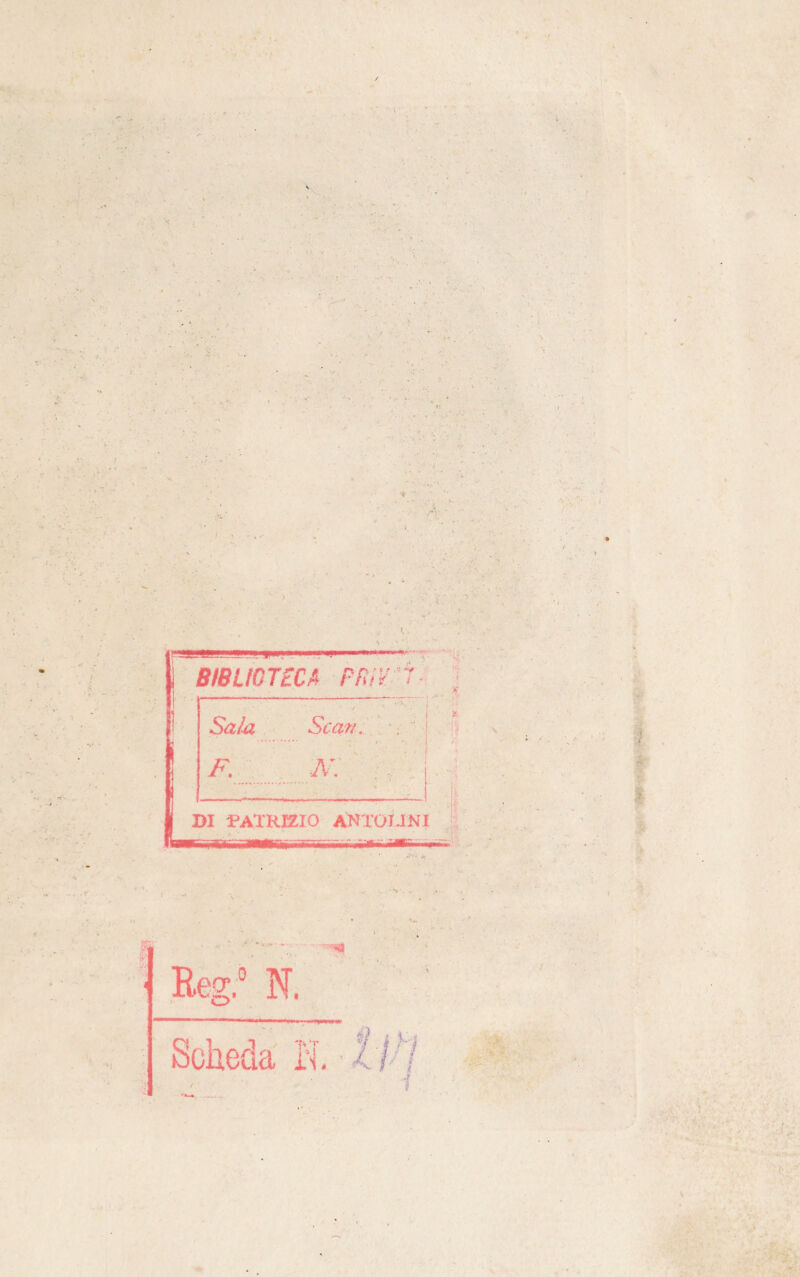 BIBLIOTECA PRIV T
Sala Scan.
F. N.
DI PATRIZIO ANTOLINI
Reg.º N.
Scheda N.